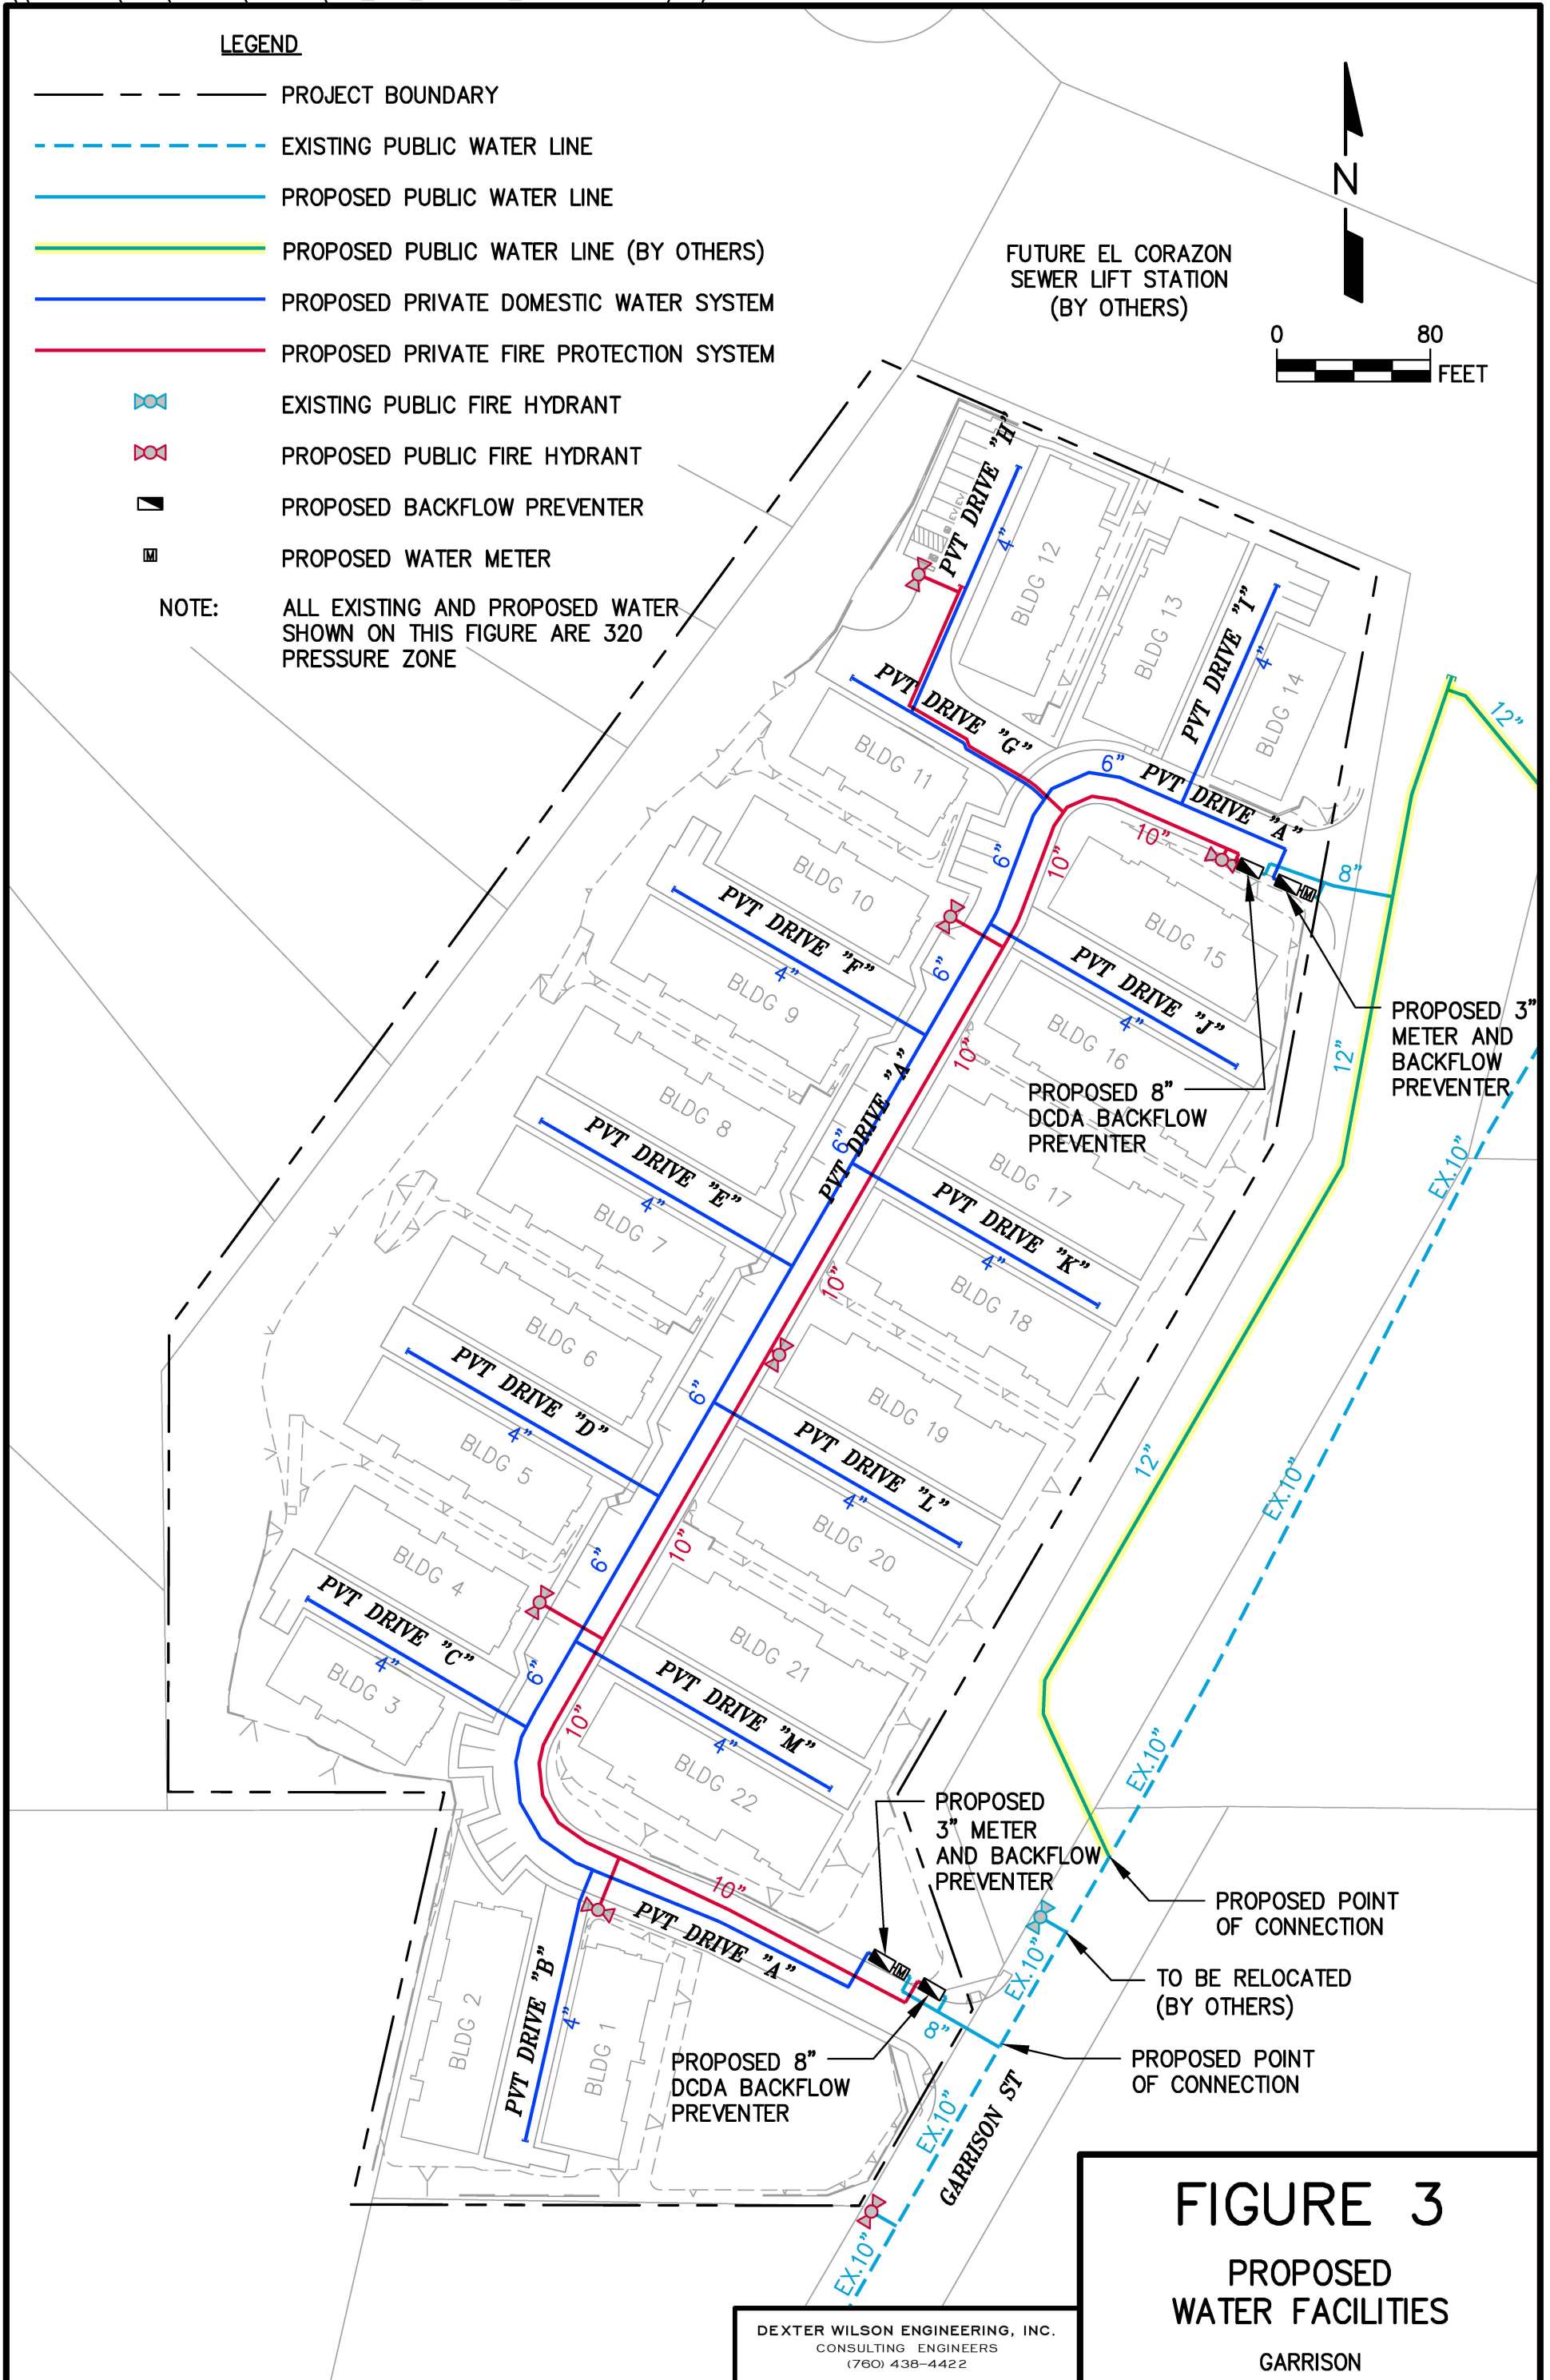 LEGEND
PROJECT BOUNDARY
EXISTING PUBLIC WATER LINE
PROPOSED PUBLIC WATER LINE
PROPOSED PUBLIC WATER LINE (BY OTHERS)
PROPOSED PRIVATE DOMESTIC WATER SYSTEM
PROPOSED PRIVATE FIRE PROTECTION SYSTEM
EXISTING PUBLIC FIRE HYDRANT
PROPOSED PUBLIC FIRE HYDRANT
PROPOSED BACKFLOW PREVENTER
M PROPOSED WATER METER
NOTE: ALL EXISTING AND PROPOSED WATER
SHOWN ON THIS FIGURE ARE 320
PRESSURE ZONE
N
0 80
FEET
FUTURE EL CORAZON
SEWER LIFT STATION
(BY OTHERS)
PVT DRIVE "H"
4"
EV EV
BLDG 12
BLDG 13
PVT DRIVE "I"
4"
BLDG 14
12"
PVT DRIVE "G"
BLDG 11
6"
PVT DRIVE "A"
10"
8"
M
6"
10"
BLDG 10
BLDG 15
PVT DRIVE "F"
4"
6"
PVT DRIVE "J"
4"
BLDG 9
10"
BLDG 16
12"
PROPOSED 3"
METER AND
BACKFLOW
PREVENTER
PROPOSED 8"
DCDA BACKFLOW
PREVENTER
BLDG 8
6"
PVT DRIVE "A"
PVT DRIVE "E"
4"
BLDG 17
EX.10"
BLDG 7
PVT DRIVE "K"
4"
10"
BLDG 18
BLDG 6
PVT DRIVE "D"
4"
6"
BLDG 19
BLDG 5
PVT DRIVE "L"
4"
12"
EX.10"
BLDG 4
6"
10"
BLDG 20
PVT DRIVE "C"
4"
BLDG 3
6"
BLDG 21
PVT DRIVE "M"
4"
10"
BLDG 22
EX.10"
PROPOSED
3" METER
AND BACKFLOW
PREVENTER
10"
PVT DRIVE "A"
M
PROPOSED POINT
OF CONNECTION
EX.10"
TO BE RELOCATED
(BY OTHERS)
8"
PROPOSED POINT
OF CONNECTION
BLDG 2
PVT DRIVE "B"
4"
BLDG 1
PROPOSED 8"
DCDA BACKFLOW
PREVENTER
EX.10"
GARRISON ST
EX.10"
FIGURE 3
PROPOSED
WATER FACILITIES
GARRISON
DEXTER WILSON ENGINEERING, INC.
CONSULTING ENGINEERS
(760) 438-4422